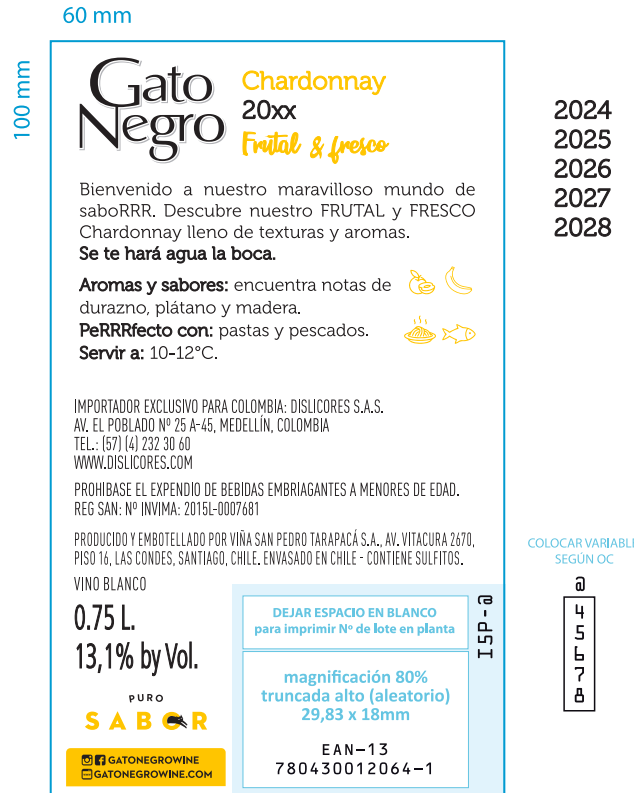 60 mm
100 mm
Gato
Negro
Chardonnay
20xx
Frutal & fresco
Bienvenido a nuestro maravilloso mundo de
saboRRR. Descubre nuestro FRUTAL y FRESCO
Chardonnay lleno de texturas y aromas.
Se te hará agua la boca.
Aromas y sabores: encuentra notas de
durazno, plátano y madera.
PeRRRfecto con: pastas y pescados.
Servir a: 10-12°C.
IMPORTADOR EXCLUSIVO PARA COLOMBIA: DISLICORES S.A.S.
AV. EL POBLADO Nº 25 A-45, MEDELLÍN, COLOMBIA
TEL.: (57) (4) 232 30 60
WWW.DISLICORES.COM
PROHIBASE EL EXPENDIO DE BEBIDAS EMBRIAGANTES A MENORES DE EDAD.
REG SAN: Nº INVIMA: 2015L-0007681
PRODUCIDO Y EMBOTELLADO POR VIÑA SAN PEDRO TARAPACÁ S.A., AV. VITACURA 2670,
PISO 16, LAS CONDES, SANTIAGO, CHILE. ENVASADO EN CHILE - CONTIENE SULFITOS.
VINO BLANCO
0.75 L.
13,1% by Vol.
PURO
SABOR
GATONEGROWINE
GATONEGROWINE.COM
DEJAR ESPACIO EN BLANCO
para imprimir Nº de lote en planta
magnificación 80%
truncada alto (aleatorio)
29,83 x 18mm
EAN-13
780430012064-1
ISP-a
2024
2025
2026
2027
2028
COLOCAR VARIABLE
SEGÚN OC
a
4
5
6
7
8